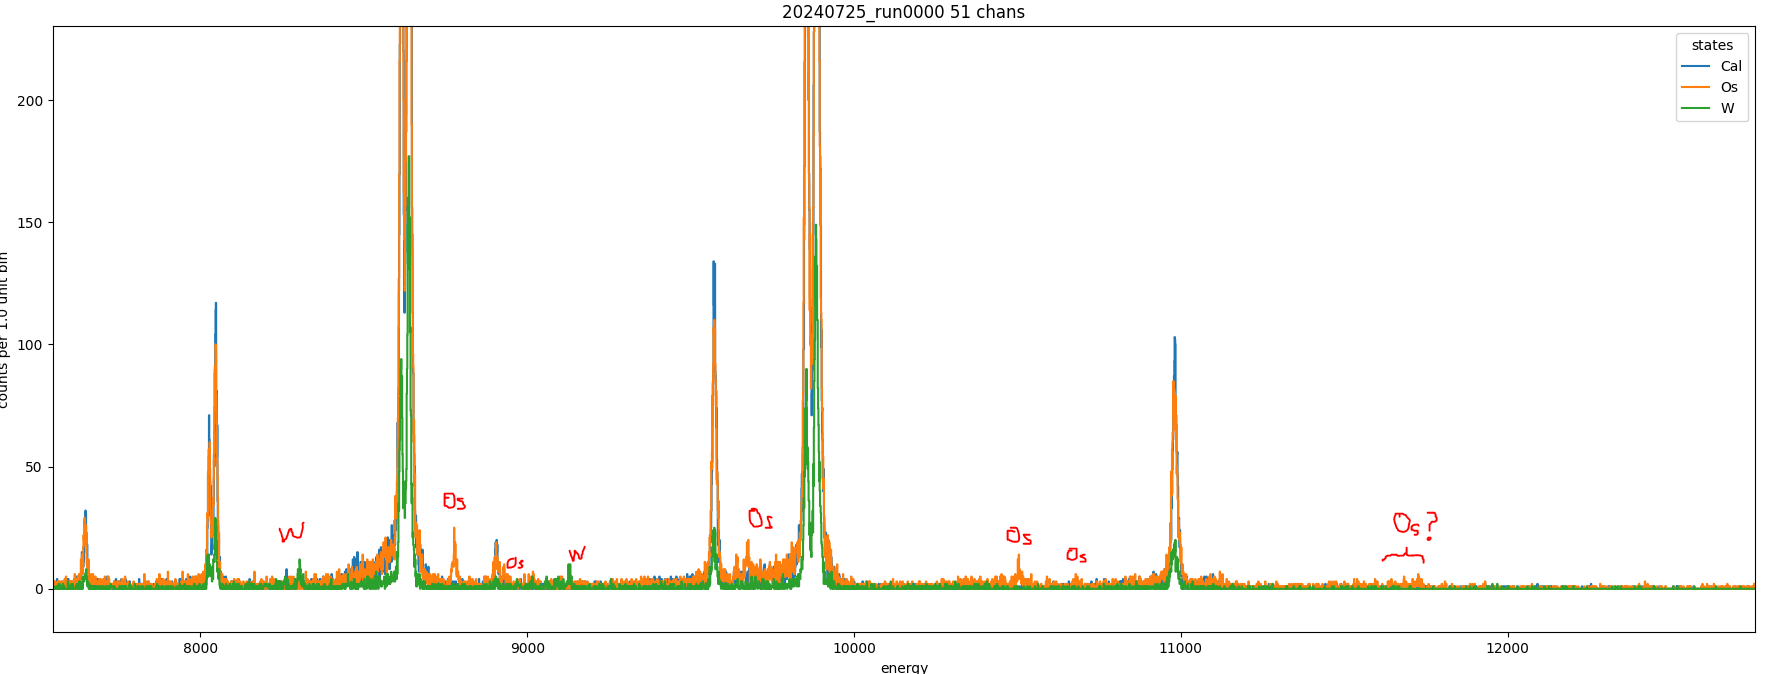 20240725_run0000 51 chans
states
Cal
Os
W
counts per 1.0 unit bin
200
150
100
50
0
W
Os
Os
W
Os
Os
Os
Os?
8000
9000
10000
11000
12000
energy